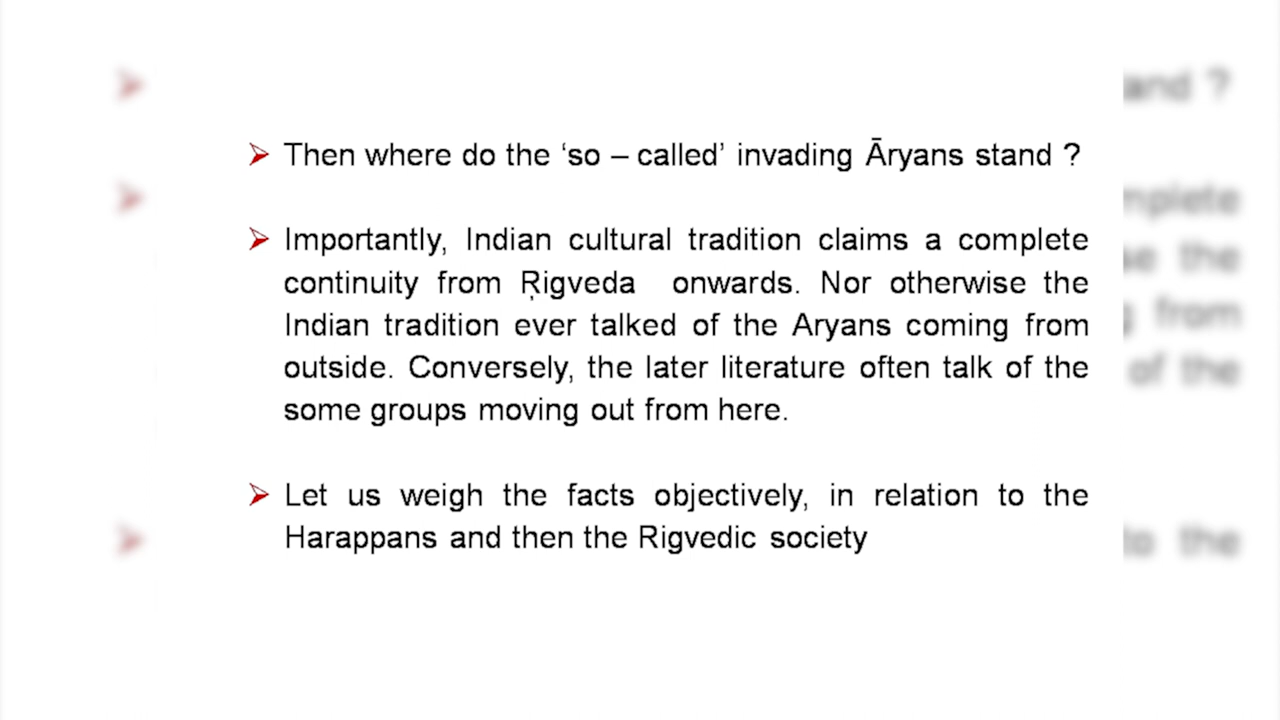 Then where do the ‘so – called’ invading Āryans stand ?
Importantly, Indian cultural tradition claims a complete
continuity from Ṛigveda onwards. Nor otherwise the
Indian tradition ever talked of the Aryans coming from
outside. Conversely, the later literature often talk of the
some groups moving out from here.
Let us weigh the facts objectively, in relation to the
Harappans and then the Rigvedic society